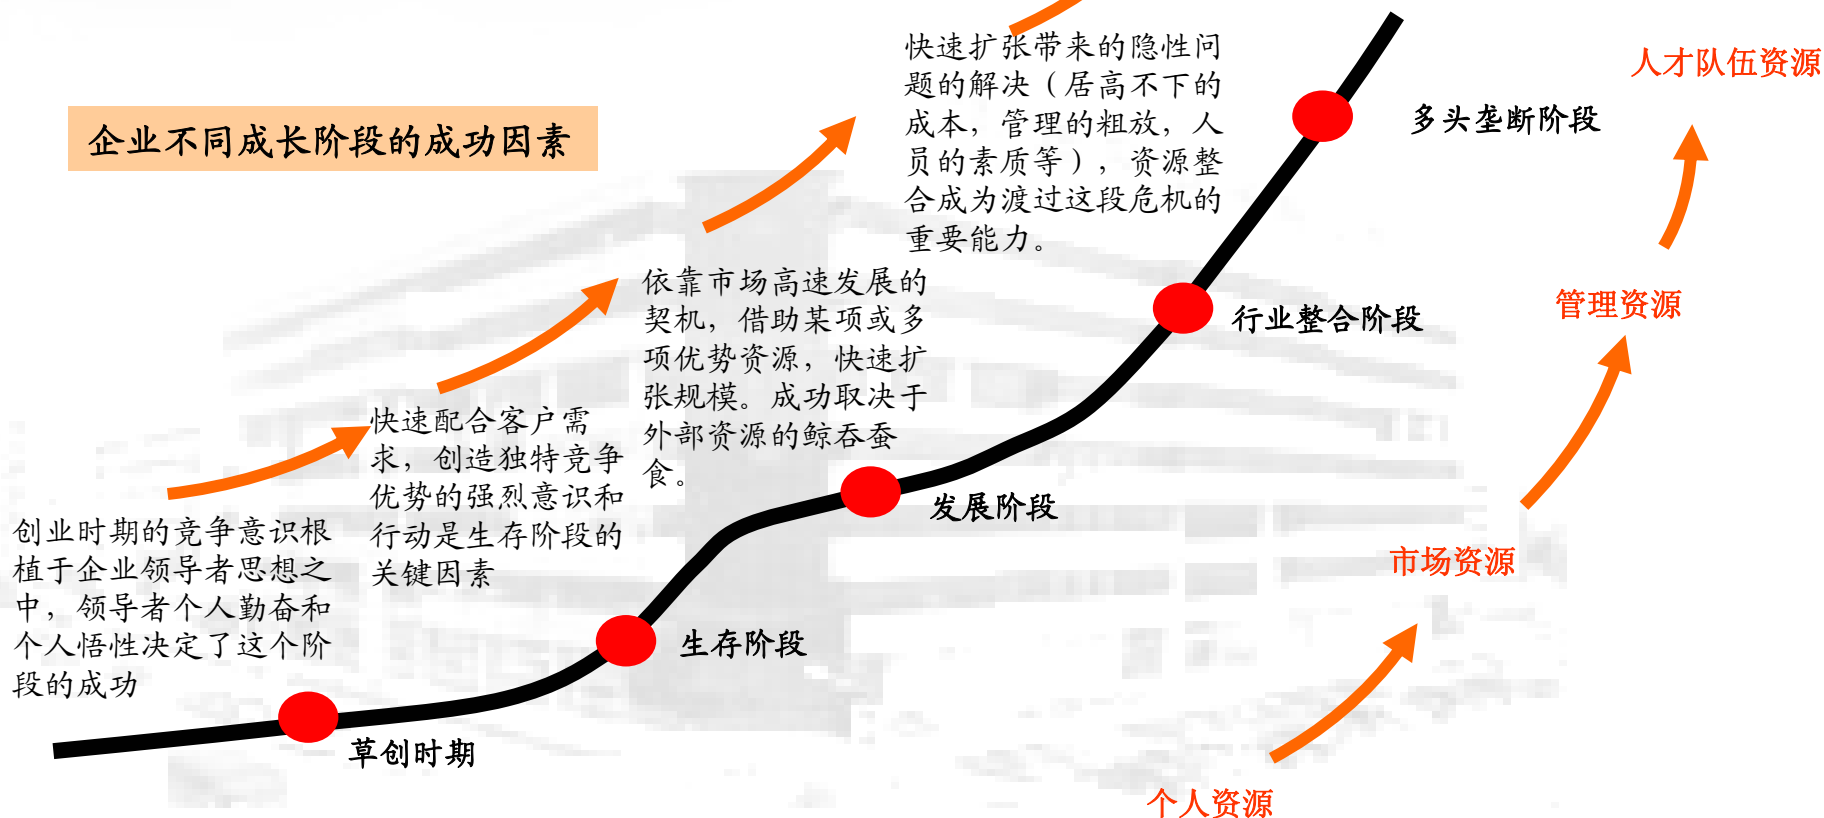 企业不同成长阶段的成功因素
快速扩张带来的隐性问
题的解决（居高不下的
成本，管理的粗放，人
员的素质等），资源整
合成为渡过这段危机的
重要能力。
依靠市场高速发展的
契机，借助某项或多
项优势资源，快速扩
张规模。成功取决于
外部资源的鲸吞蚕
食。
快速配合客户需
求，创造独特竞争
优势的强烈意识和
行动是生存阶段的
关键因素
创业时期的竞争意识根
植于企业领导者思想之
中，领导者个人勤奋和
个人悟性决定了这个阶
段的成功
草创时期
生存阶段
发展阶段
行业整合阶段
多头垄断阶段
人才队伍资源
管理资源
市场资源
个人资源